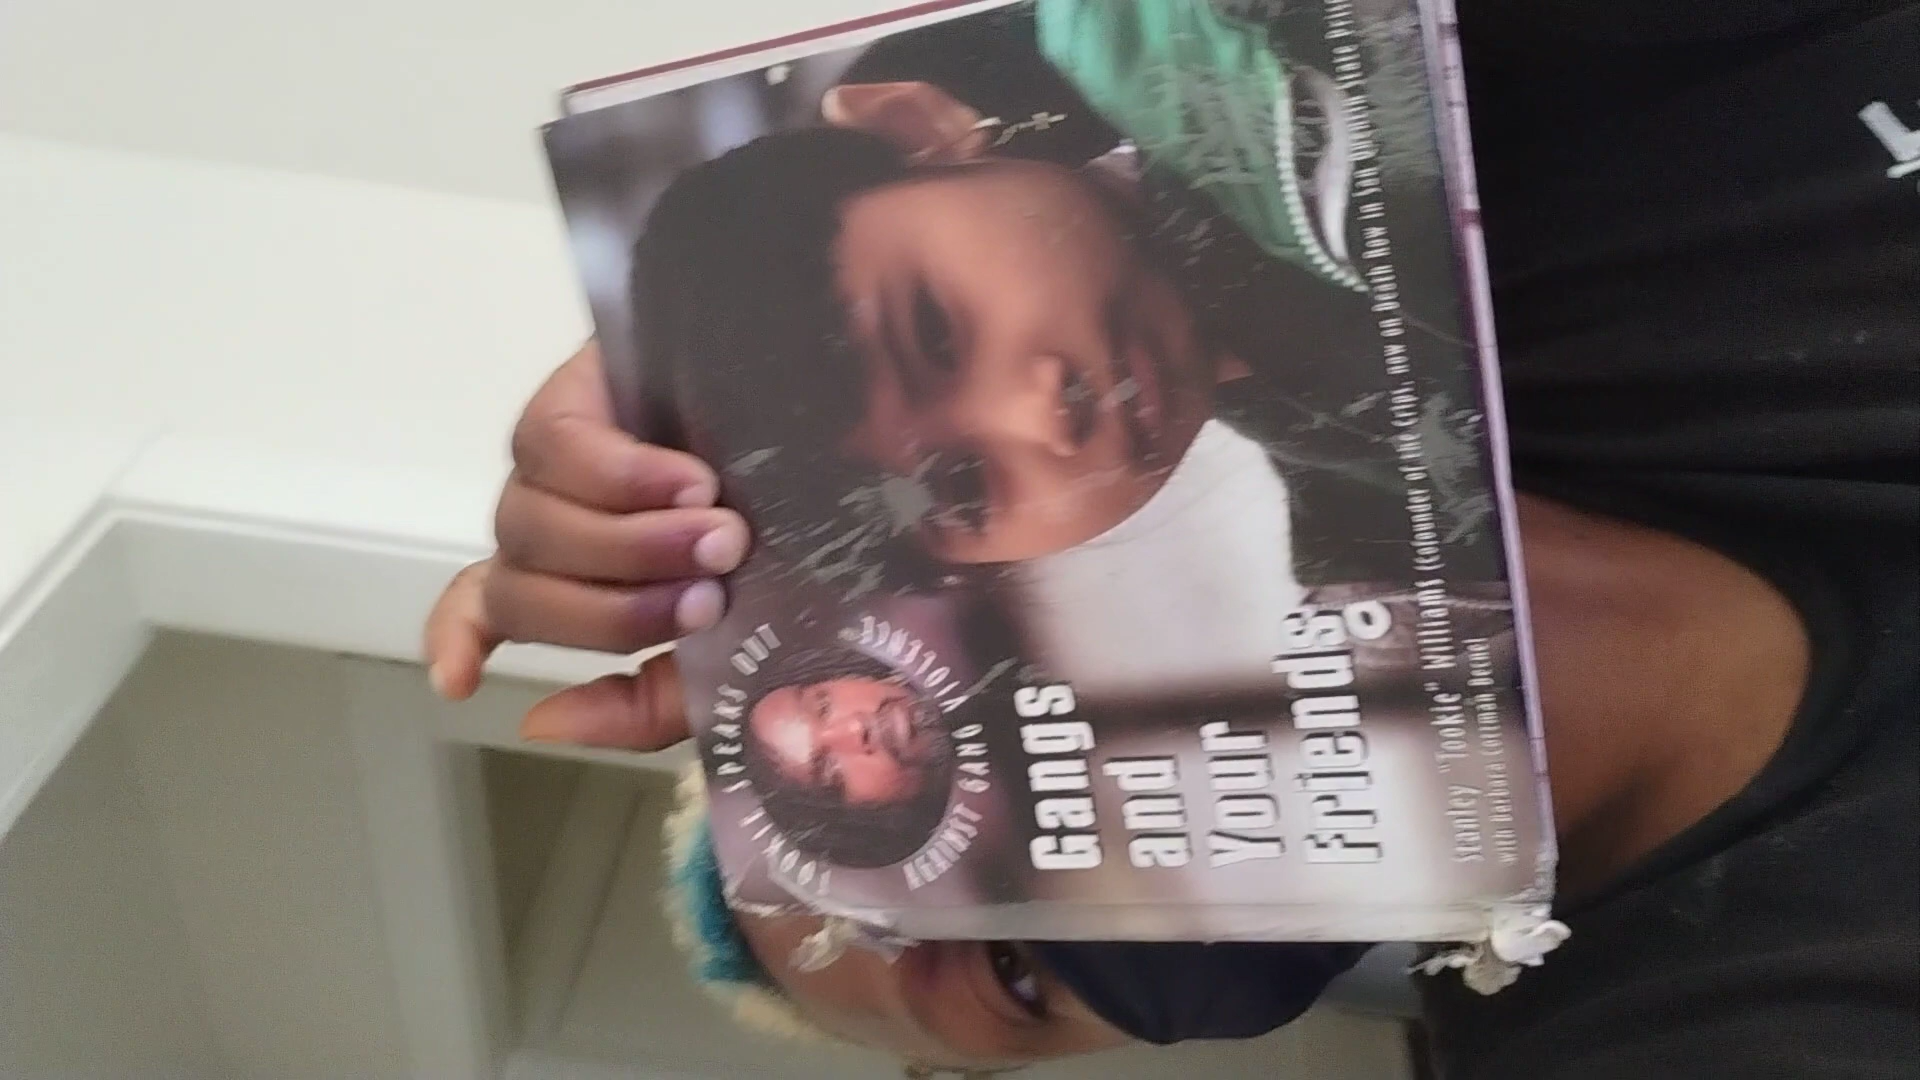 TOOKIE SPEAKS OUT
AGAINST GANG VIOLENCE
Gangs
and
Your
Friends
Stanley "Tookie" Williams (Cofounder of the Crips, now on Death Row in San Quentin State
with Barbara Cottman Becnel